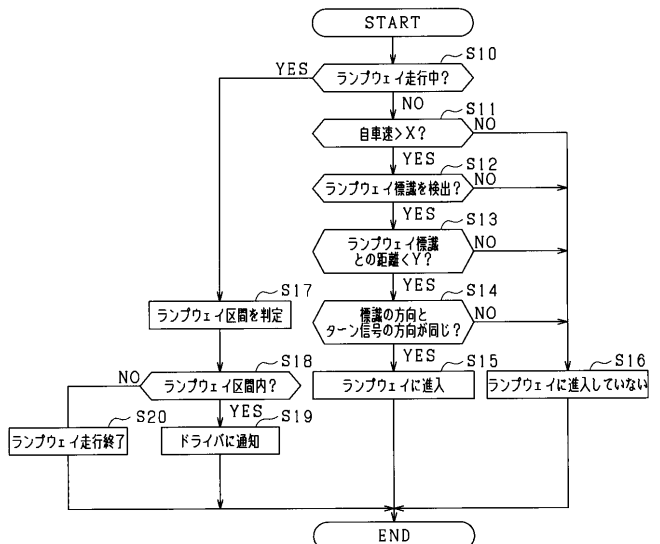 START
S10
YES
ランプウェイ走行中?
NO
S11
自車速>X?
NO
YES
S12
ランプウェイ標識を検出?
NO
YES
S13
ランプウェイ標識
との距離<Y?
NO
YES
S17
S14
ランプウェイ区間を判定
標識の方向と
ターン信号の方向が同じ?
NO
YES
S18
S15
S16
NO
ランプウェイ区間内?
ランプウェイに進入
ランプウェイに進入していない
YES
S20
S19
ランプウェイ走行終了
ドライバに通知
END